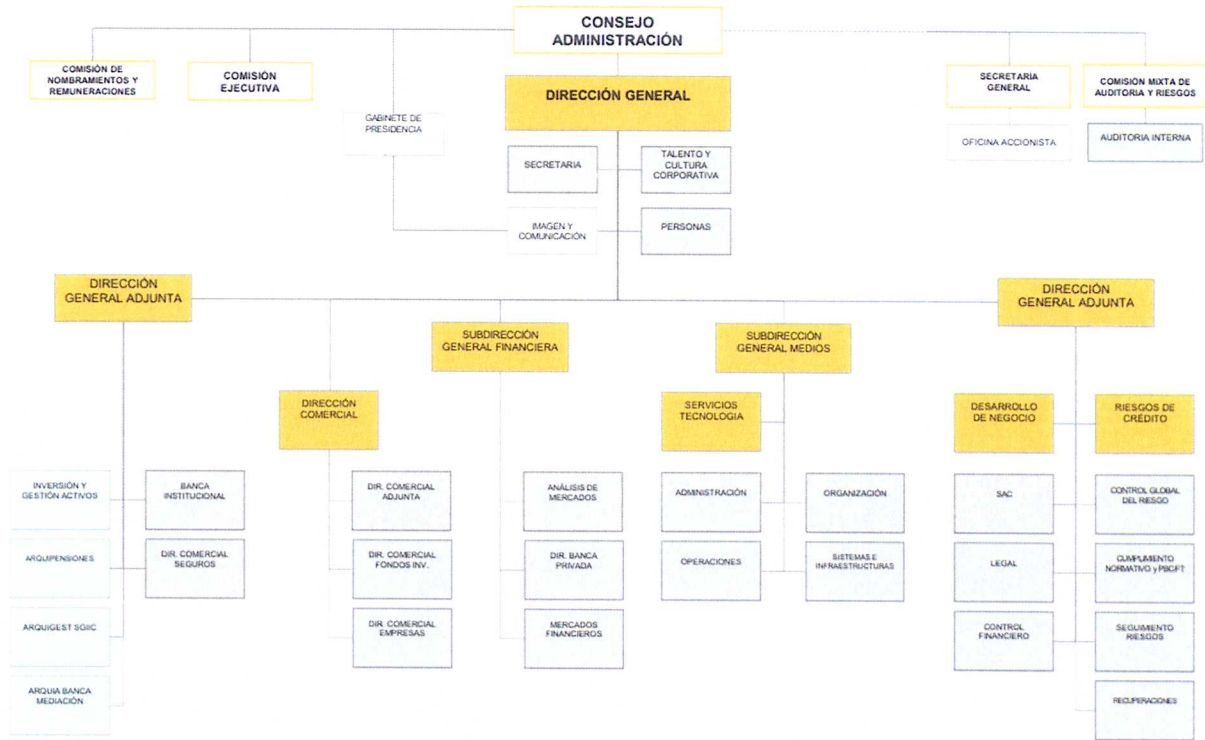 CONSEJO
ADMINISTRACIÓN
COMISIÓN DE
NOMBRAMIENTOS Y
REMUNERACIONES
COMISIÓN
EJECUTIVA
SECRETARÍA
GENERAL
COMISIÓN MIXTA DE
AUDITORIA Y RIESGOS
DIRECCIÓN GENERAL
GABINETE DE
PRESIDENCIA
OFICINA ACCIONISTA
AUDITORIA INTERNA
SECRETARIA
TALENTO Y
CULTURA
CORPORATIVA
IMAGEN Y
COMUNICACIÓN
PERSONAS
DIRECCIÓN
GENERAL ADJUNTA
DIRECCIÓN
GENERAL ADJUNTA
SUBDIRECCIÓN
GENERAL FINANCIERA
SUBDIRECCIÓN
GENERAL MEDIOS
DIRECCIÓN
COMERCIAL
SERVICIOS
TECNOLOGIA
DESARROLLO
DE NEGOCIO
RIESGOS DE
CRÉDITO
INVERSIÓN Y
GESTIÓN ACTIVOS
BANCA
INSTITUCIONAL
DIR. COMERCIAL
ADJUNTA
ANÁLISIS DE
MERCADOS
ADMINISTRACIÓN
ORGANIZACIÓN
SAC
CONTROL GLOBAL
DEL RIESGO
ARQUIPENSIONES
DIR. COMERCIAL
SEGUROS
DIR. COMERCIAL
FONDOS INV.
DIR. BANCA
PRIVADA
OPERACIONES
SISTEMAS E
INFRAESTRUCTURAS
LEGAL
CUMPLIMIENTO
NORMATIVO y PBC/FT
ARQUIGEST SGIIC
DIR. COMERCIAL
EMPRESAS
MERCADOS
FINANCIEROS
CONTROL
FINANCIERO
SEGUIMIENTO
RIESGOS
ARQUIA BANCA
MEDIACIÓN
RECUPERACIONES